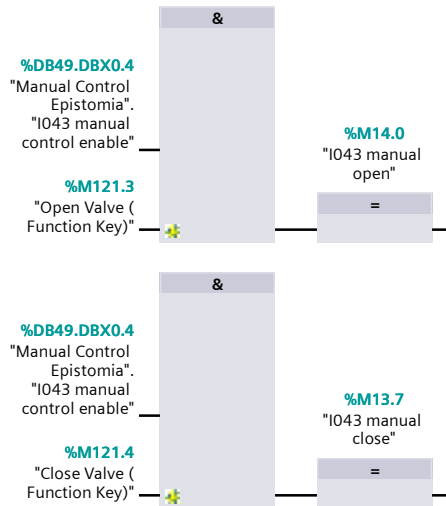 &
%DB49.DBX0.4
"Manual Control
Epistomia".
"I043 manual
control enable"
%M121.3
"Open Valve (
Function Key)"
%M14.0
"I043 manual
open"
=
&
%DB49.DBX0.4
"Manual Control
Epistomia".
"I043 manual
control enable"
%M121.4
"Close Valve (
Function Key)"
%M13.7
"I043 manual
close"
=